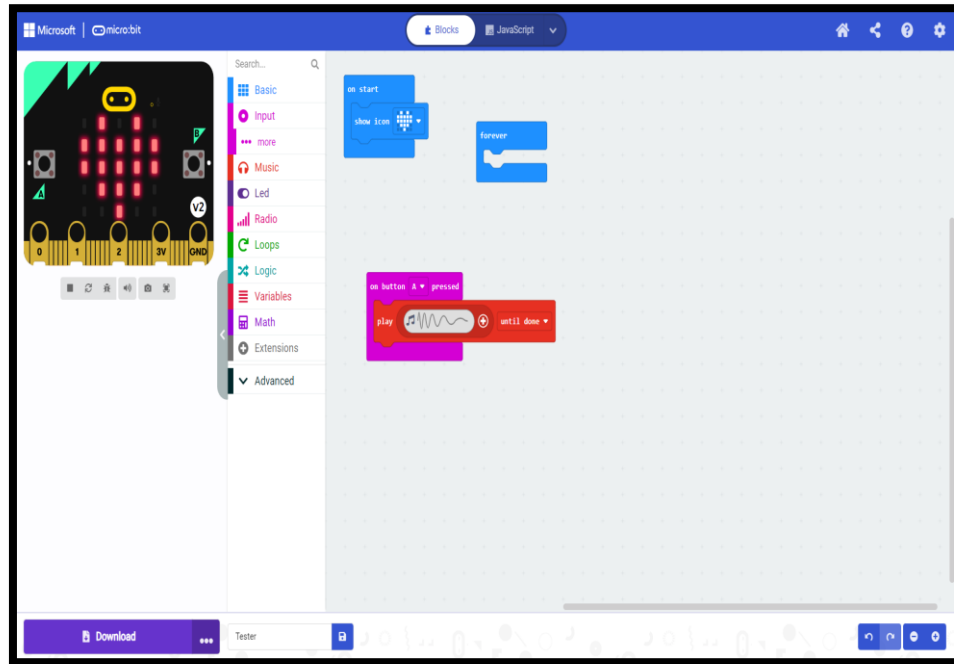 Microsoft | micro:bit
Blocks
JavaScript
A
B
V2
0 1 2 3V GND
Search...
Basic
Input
more
Music
Led
Radio
Loops
Logic
Variables
Math
Extensions
Advanced
on start
show icon
forever
on button A pressed
play until done
Download
Tester